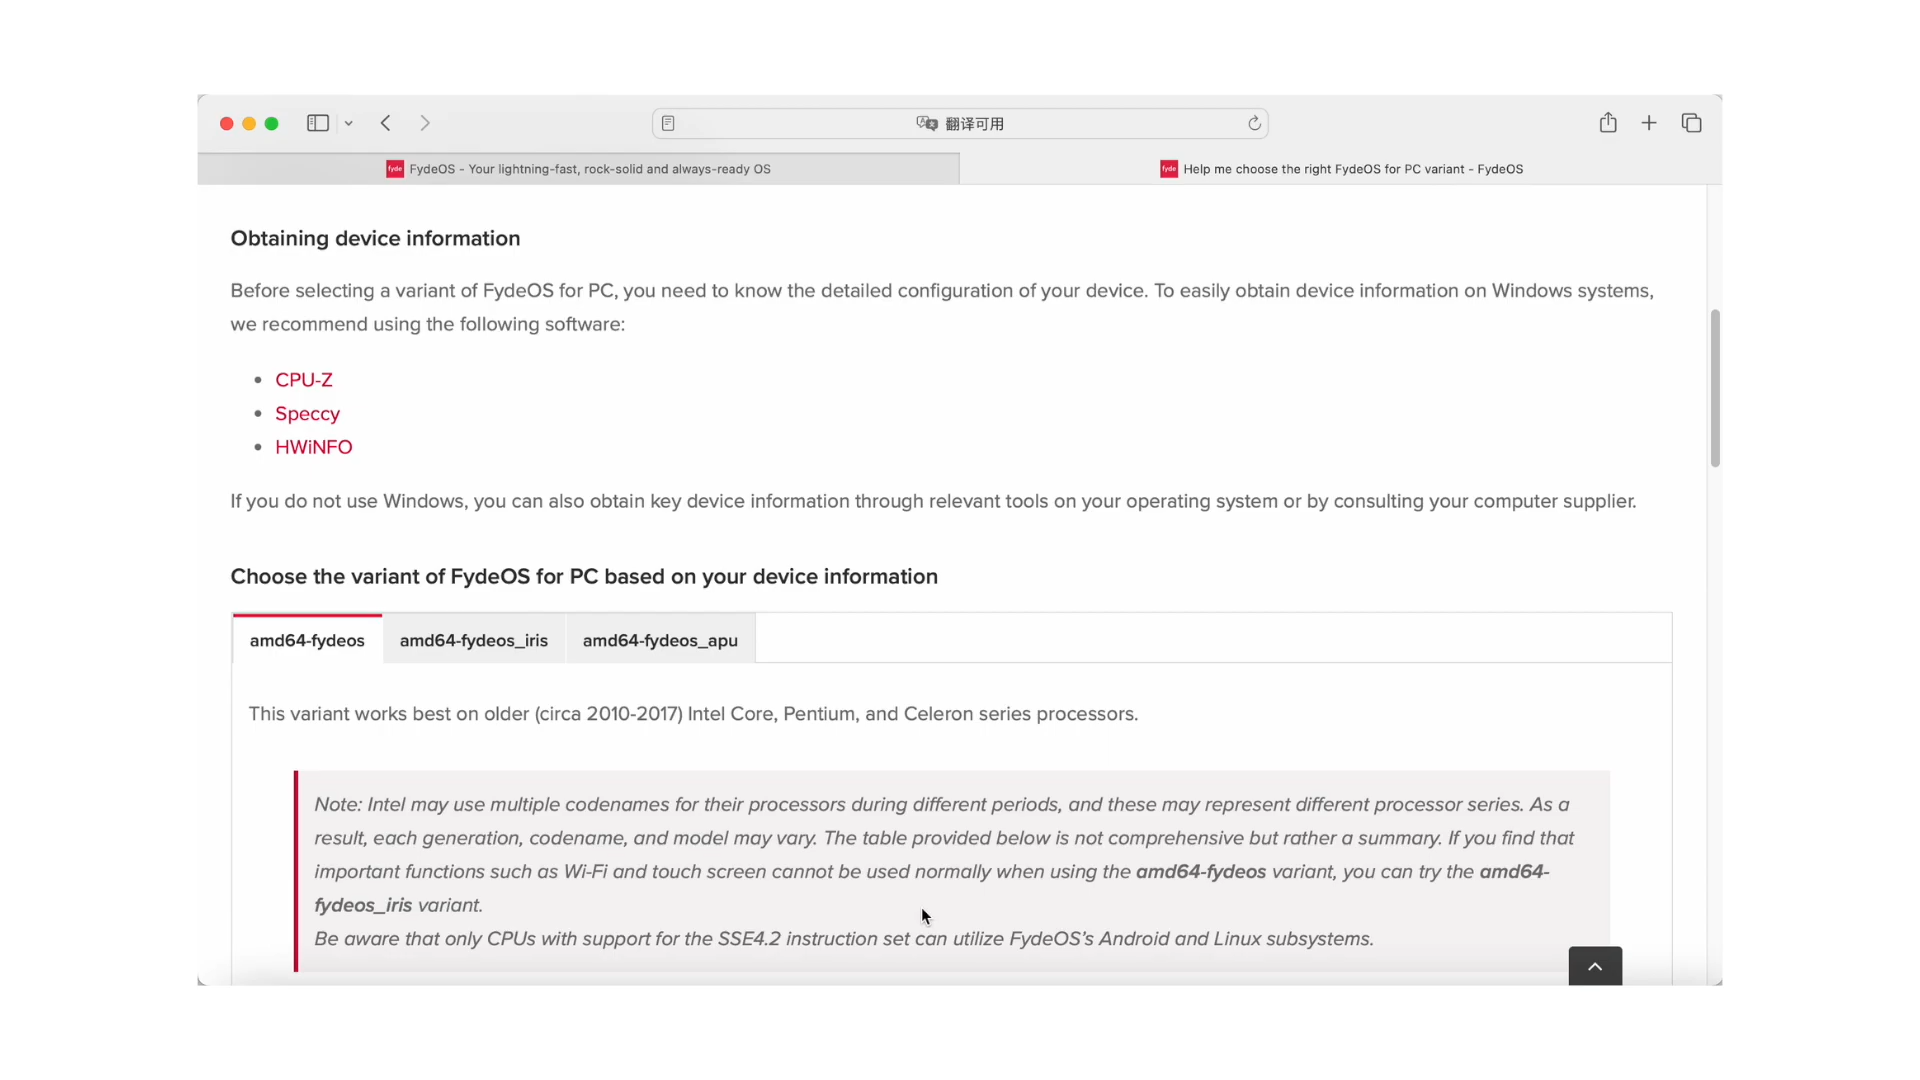 翻译可用
fyde FydeOS - Your lightning-fast, rock-solid and always-ready OS
fyde Help me choose the right FydeOS for PC variant - FydeOS
Obtaining device information
Before selecting a variant of FydeOS for PC, you need to know the detailed configuration of your device. To easily obtain device information on Windows systems,
we recommend using the following software:
• CPU-Z
• Speccy
• HWiNFO
If you do not use Windows, you can also obtain key device information through relevant tools on your operating system or by consulting your computer supplier.
Choose the variant of FydeOS for PC based on your device information
amd64-fydeos amd64-fydeos_iris amd64-fydeos_apu
This variant works best on older (circa 2010-2017) Intel Core, Pentium, and Celeron series processors.
Note: Intel may use multiple codenames for their processors during different periods, and these may represent different processor series. As a
result, each generation, codename, and model may vary. The table provided below is not comprehensive but rather a summary. If you find that
important functions such as Wi-Fi and touch screen cannot be used normally when using the amd64-fydeos variant, you can try the amd64-
fydeos_iris variant.
Be aware that only CPUs with support for the SSE4.2 instruction set can utilize FydeOS’s Android and Linux subsystems.